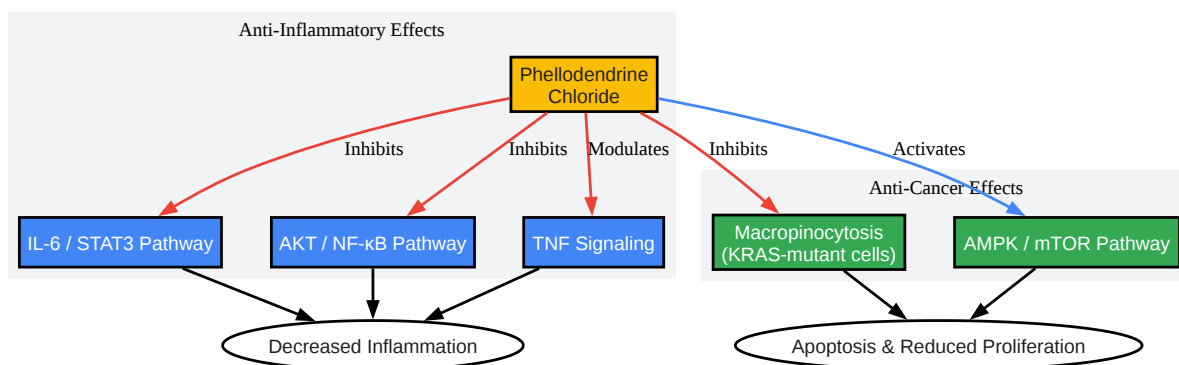 Anti-Inflammatory Effects
Phellodendrine
Chloride
Inhibits
Inhibits
Modulates
Inhibits
Activates
Anti-Cancer Effects
IL-6 / STAT3 Pathway
AKT / NF-κB Pathway
TNF Signaling
Macropinocytosis
(KRAS-mutant cells)
AMPK / mTOR Pathway
Decreased Inflammation
Apoptosis & Reduced Proliferation